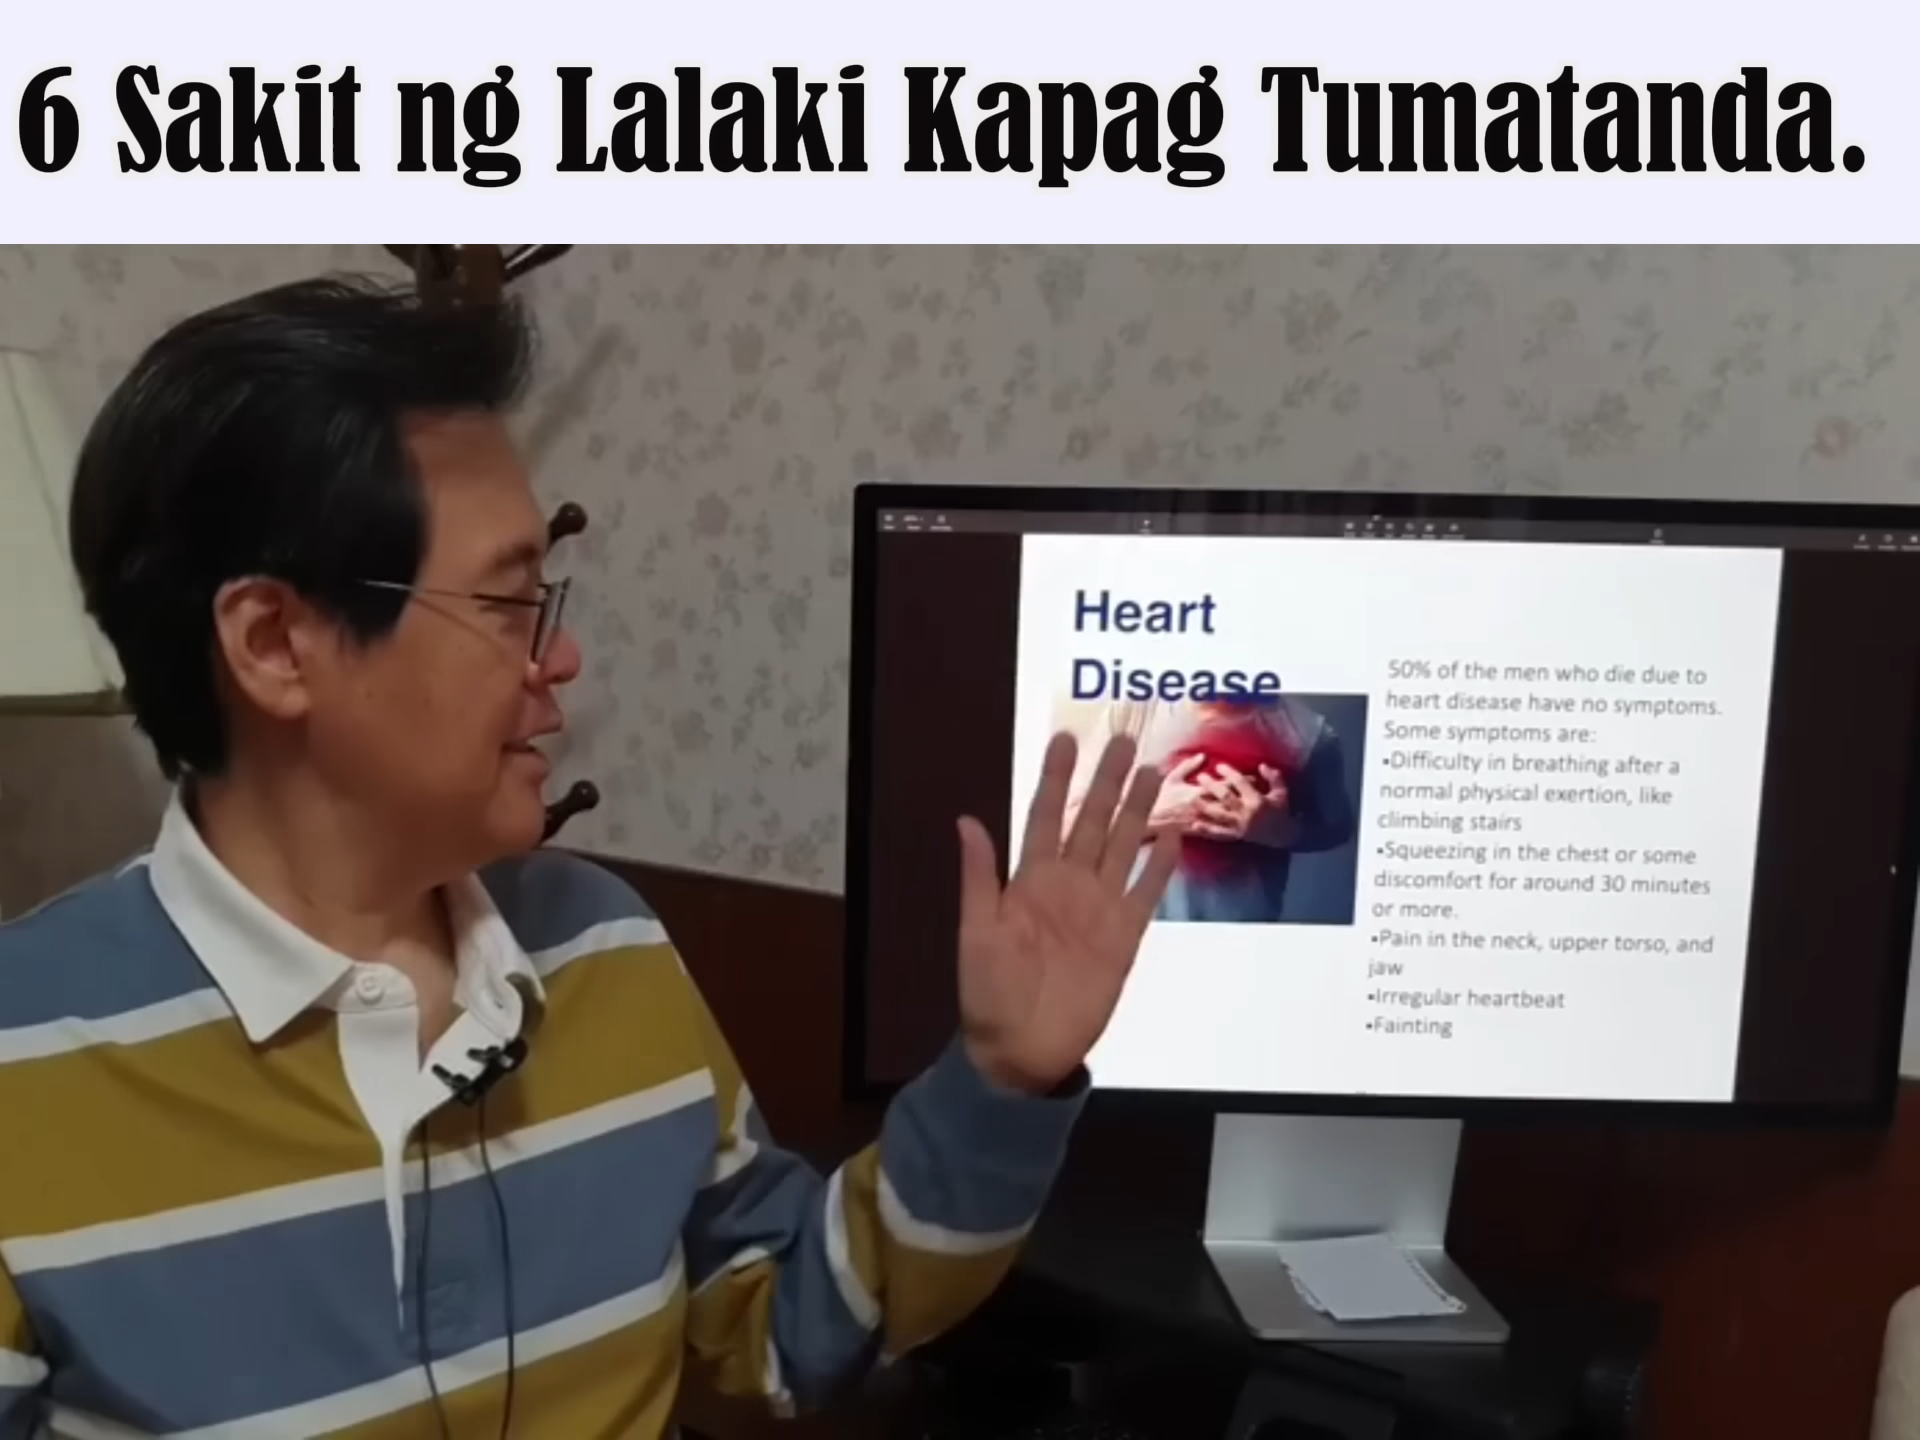 6 Sakit ng Lalaki Kapag Tumatanda.
Heart
Disease
50% of the men who die due to
heart disease have no symptoms.
Some symptoms are:
•Difficulty in breathing after a
normal physical exertion, like
climbing stairs
•Squeezing in the chest or some
discomfort for around 30 minutes
or more.
•Pain in the neck, upper torso, and
jaw
•Irregular heartbeat
•Fainting